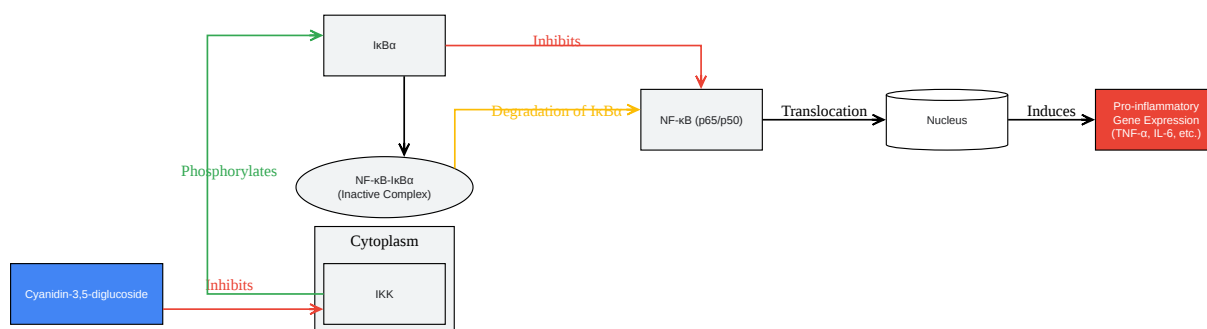 IκBα
Inhibits
Degradation of IκBα
NF-κB (p65/p50)
Translocation
Nucleus
Induces
Pro-inflammatory
Gene Expression
(TNF-α, IL-6, etc.)
Phosphorylates
NF-κB-IκBα
(Inactive Complex)
Cytoplasm
Cyanidin-3,5-diglucoside
Inhibits
IKK